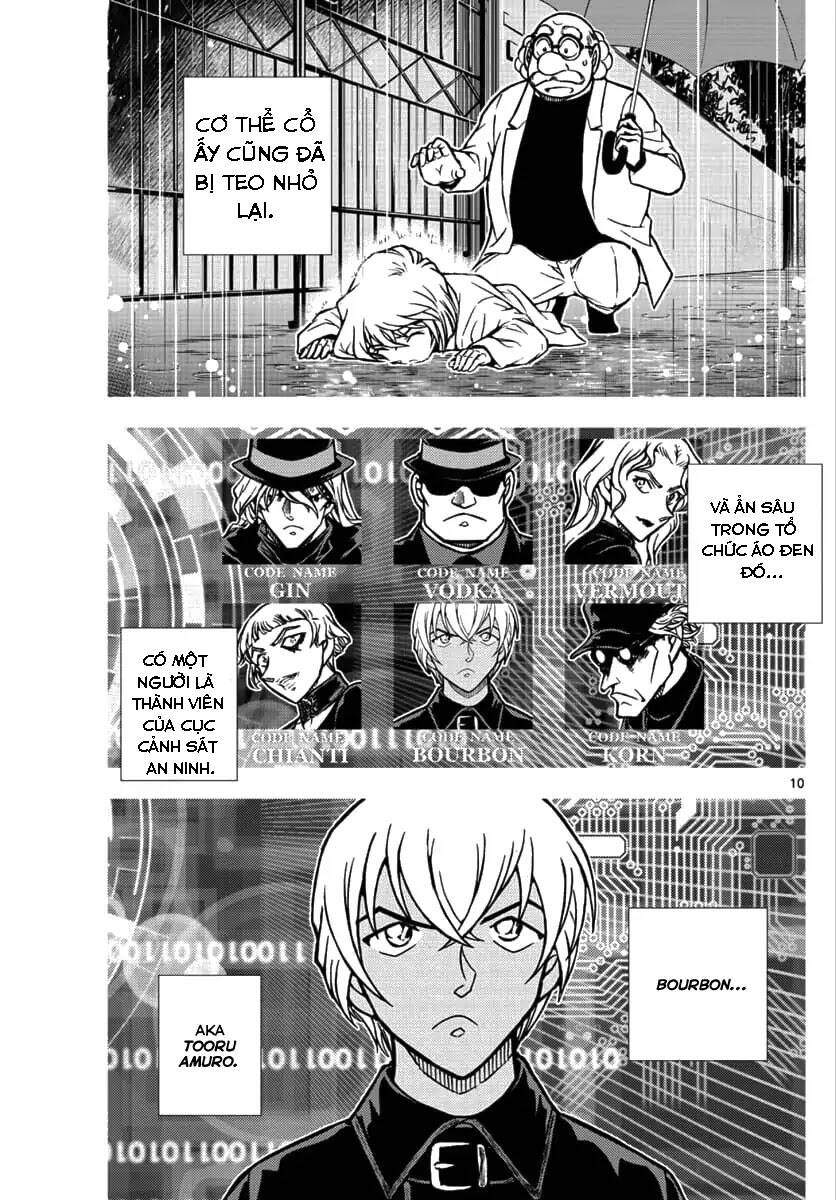 CƠ THỂ CỔ
ẤY CŨNG ĐÃ
BỊ TEO NHỎ
LẠI.
VÀ ẨN SÂU
TRONG TỔ
CHỨC ÁO ĐEN
ĐÓ...
CODE NAME
GIN
CODE NAME
VODKA
CODE NAME
VERMOUT
CÓ MỘT
NGƯỜI LÀ
THÀNH VIÊN
CỦA CỤC
CẢNH SÁT
AN NINH.
CODE NAME
CHIANTI
CODE NAME
BOURBON
CODE NAME
KORN
10
BOURBON...
AKA
TOORU
AMURO.